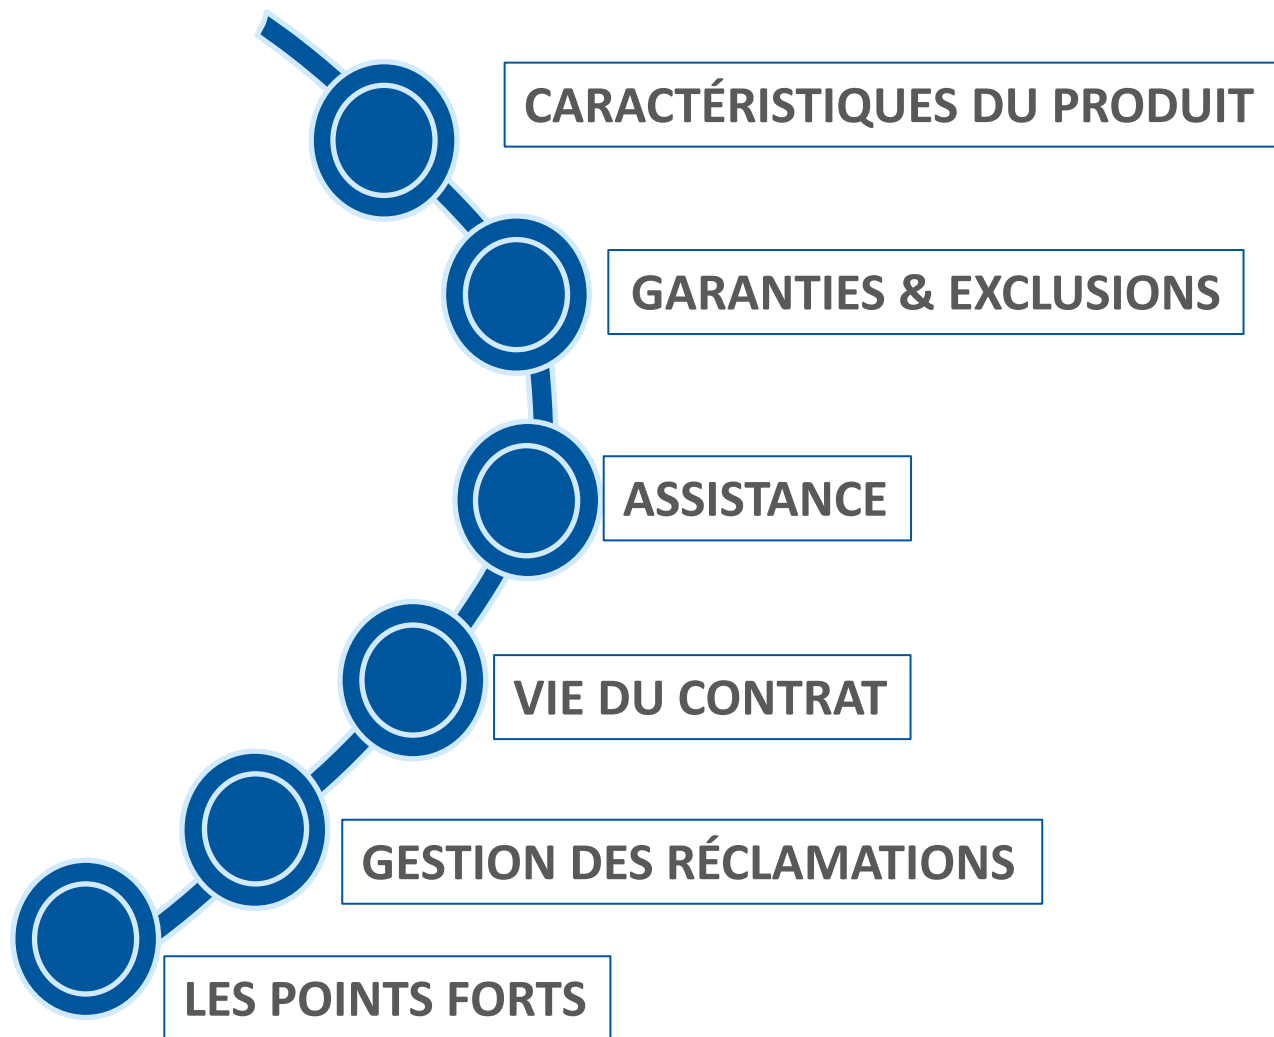 CARACTÉRISTIQUES DU PRODUIT
GARANTIES & EXCLUSIONS
ASSISTANCE
VIE DU CONTRAT
GESTION DES RÉCLAMATIONS
LES POINTS FORTS